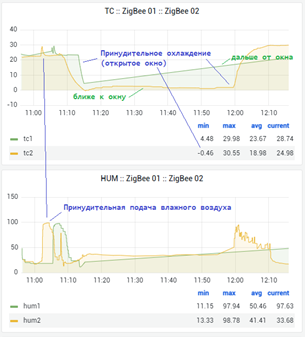 TC :: ZigBee 01 :: ZigBee 02
40
30
20
10
0
-10
Принудительное охлаждение
(открытое окно)
дальше от окна
ближе к окну
11:00 11:10 11:20 11:30 11:40 11:50 12:00 12:10
min max avg current
tc1 4.48 29.98 23.67 28.74
tc2 -0.46 30.55 18.98 24.98
HUM :: ZigBee 01 :: ZigBee 02
150
100
50
0
Принудительная подача влажного воздуха
11:00 11:10 11:20 11:30 11:40 11:50 12:00 12:10
min max avg current
hum1 11.15 97.94 50.46 97.63
hum2 13.33 98.78 41.41 33.68